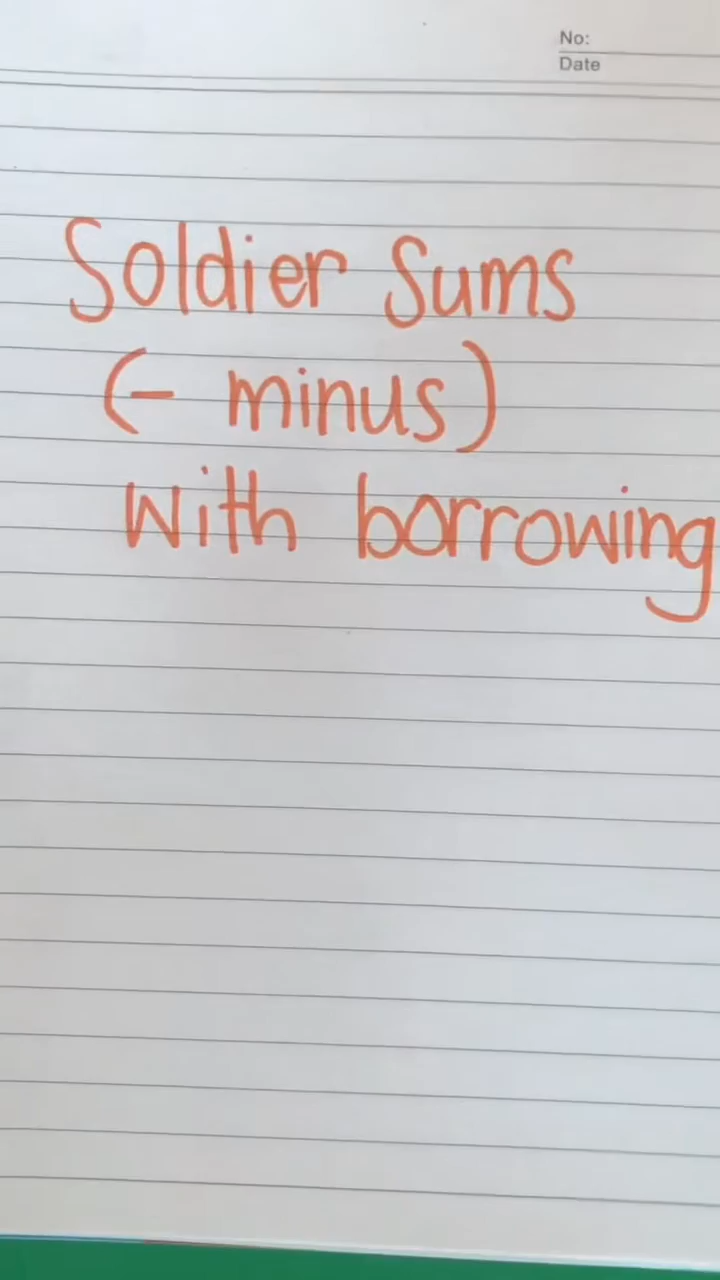 No:
Date
Soldier Sums
(- minus)
With borrowing